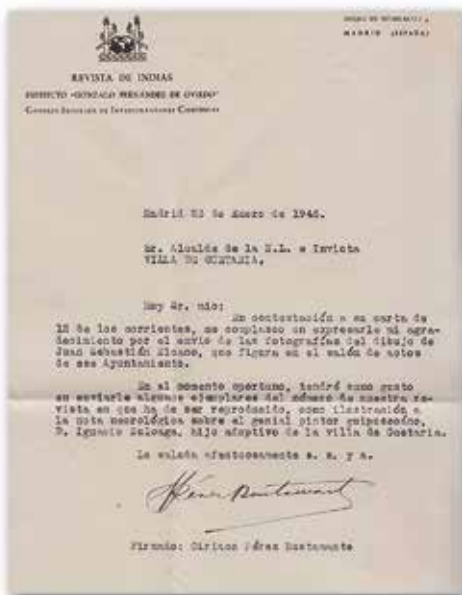 MADRID (ESPAÑA)
REVISTA DE INDIAS
INSTITUTO «GONZALO FERNÁNDEZ DE OVIEDO»
CONSEJO SUPERIOR DE INVESTIGACIONES CIENTÍFICAS
Madrid 23 de Enero de 1946.
Sr. Alcalde de la N.L. e Invicta
VILLA DE GUETARIA.
Muy Sr. mio:
En contestación a su carta de
12 de los corrientes, me complazco en expresarle mi agra-
decimiento por el envio de las fotografías del dibujo de
Juan Sebastián Elcano, que figura en el salón de actos
de ese Ayuntamiento.
En el momento oportuno, tendré sumo gusto
en enviarle algunos ejemplares del número de nuestra re-
vista en que ha de ser reproducido, como ilustración a
la nota necrológica sobre el genial pintor guipuzcoano,
D. Ignacio Zuloaga, hijo adoptivo de la villa de Guetaria.
Le saluda afectuosamente s. s. y a.
Pérez Bustamante
Firmado: Ciriaco Pérez Bustamante